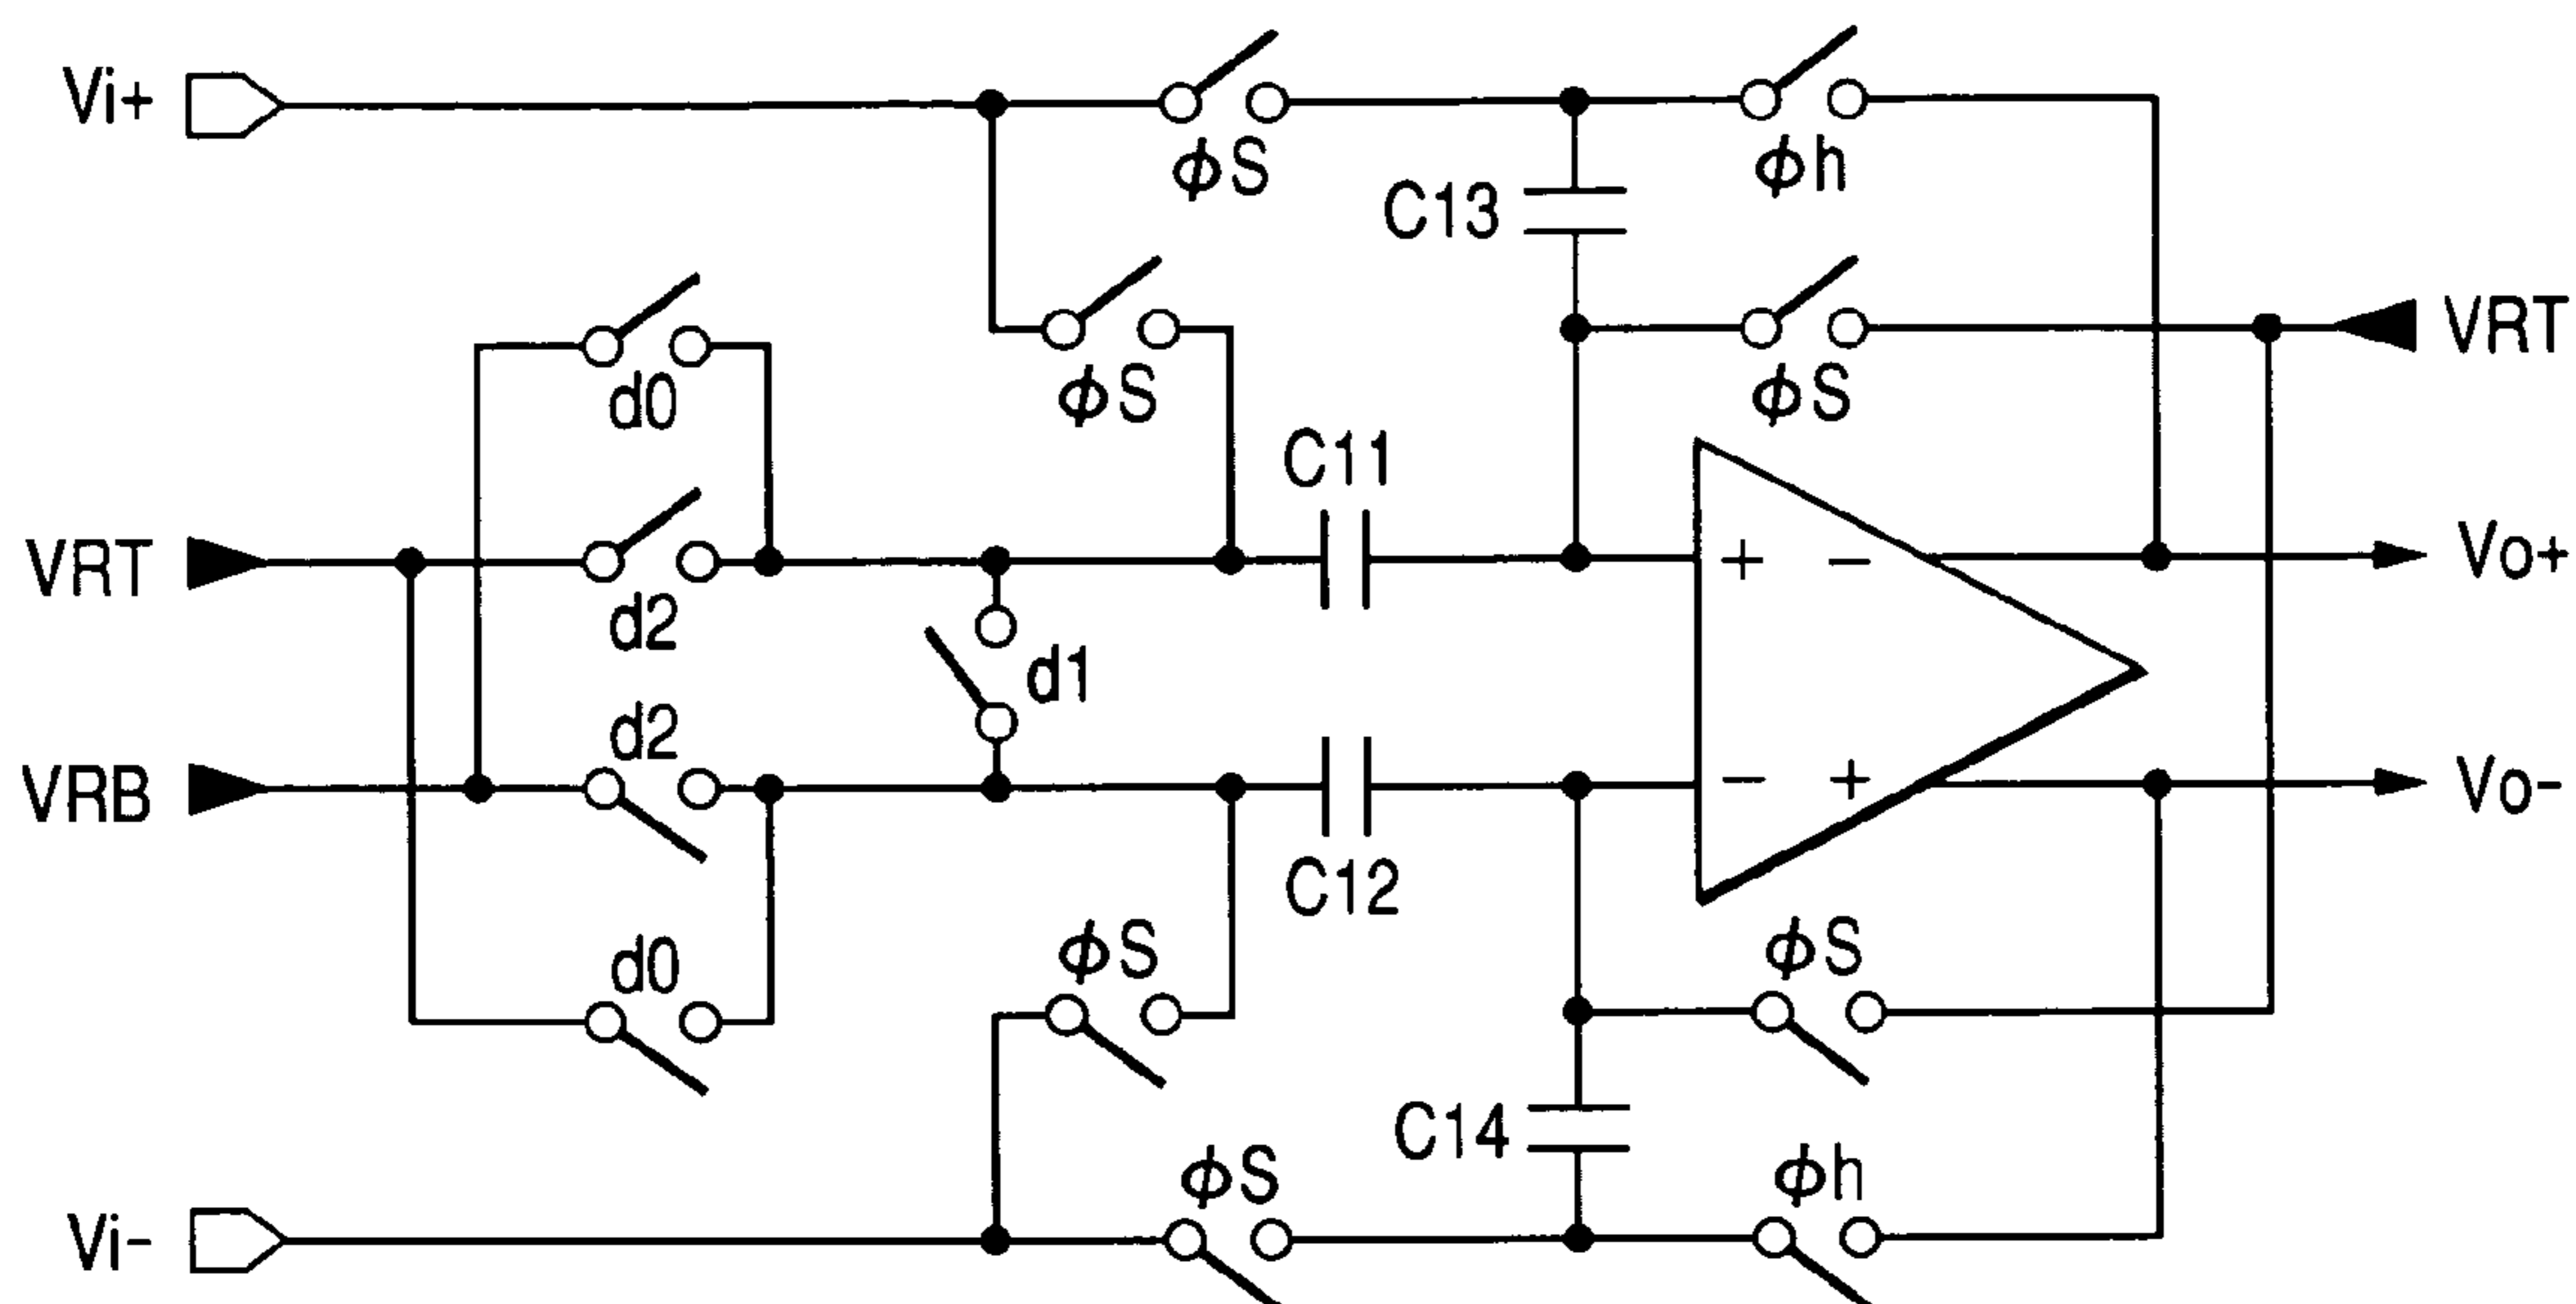 Vi+
ϕS
ϕh
C13
d0
ϕS
ϕS
VRT
C11
VRT
d2
+ −
Vo+
d1
d2
VRB
− +
Vo−
C12
d0
ϕS
ϕS
C14
ϕS
ϕh
Vi−